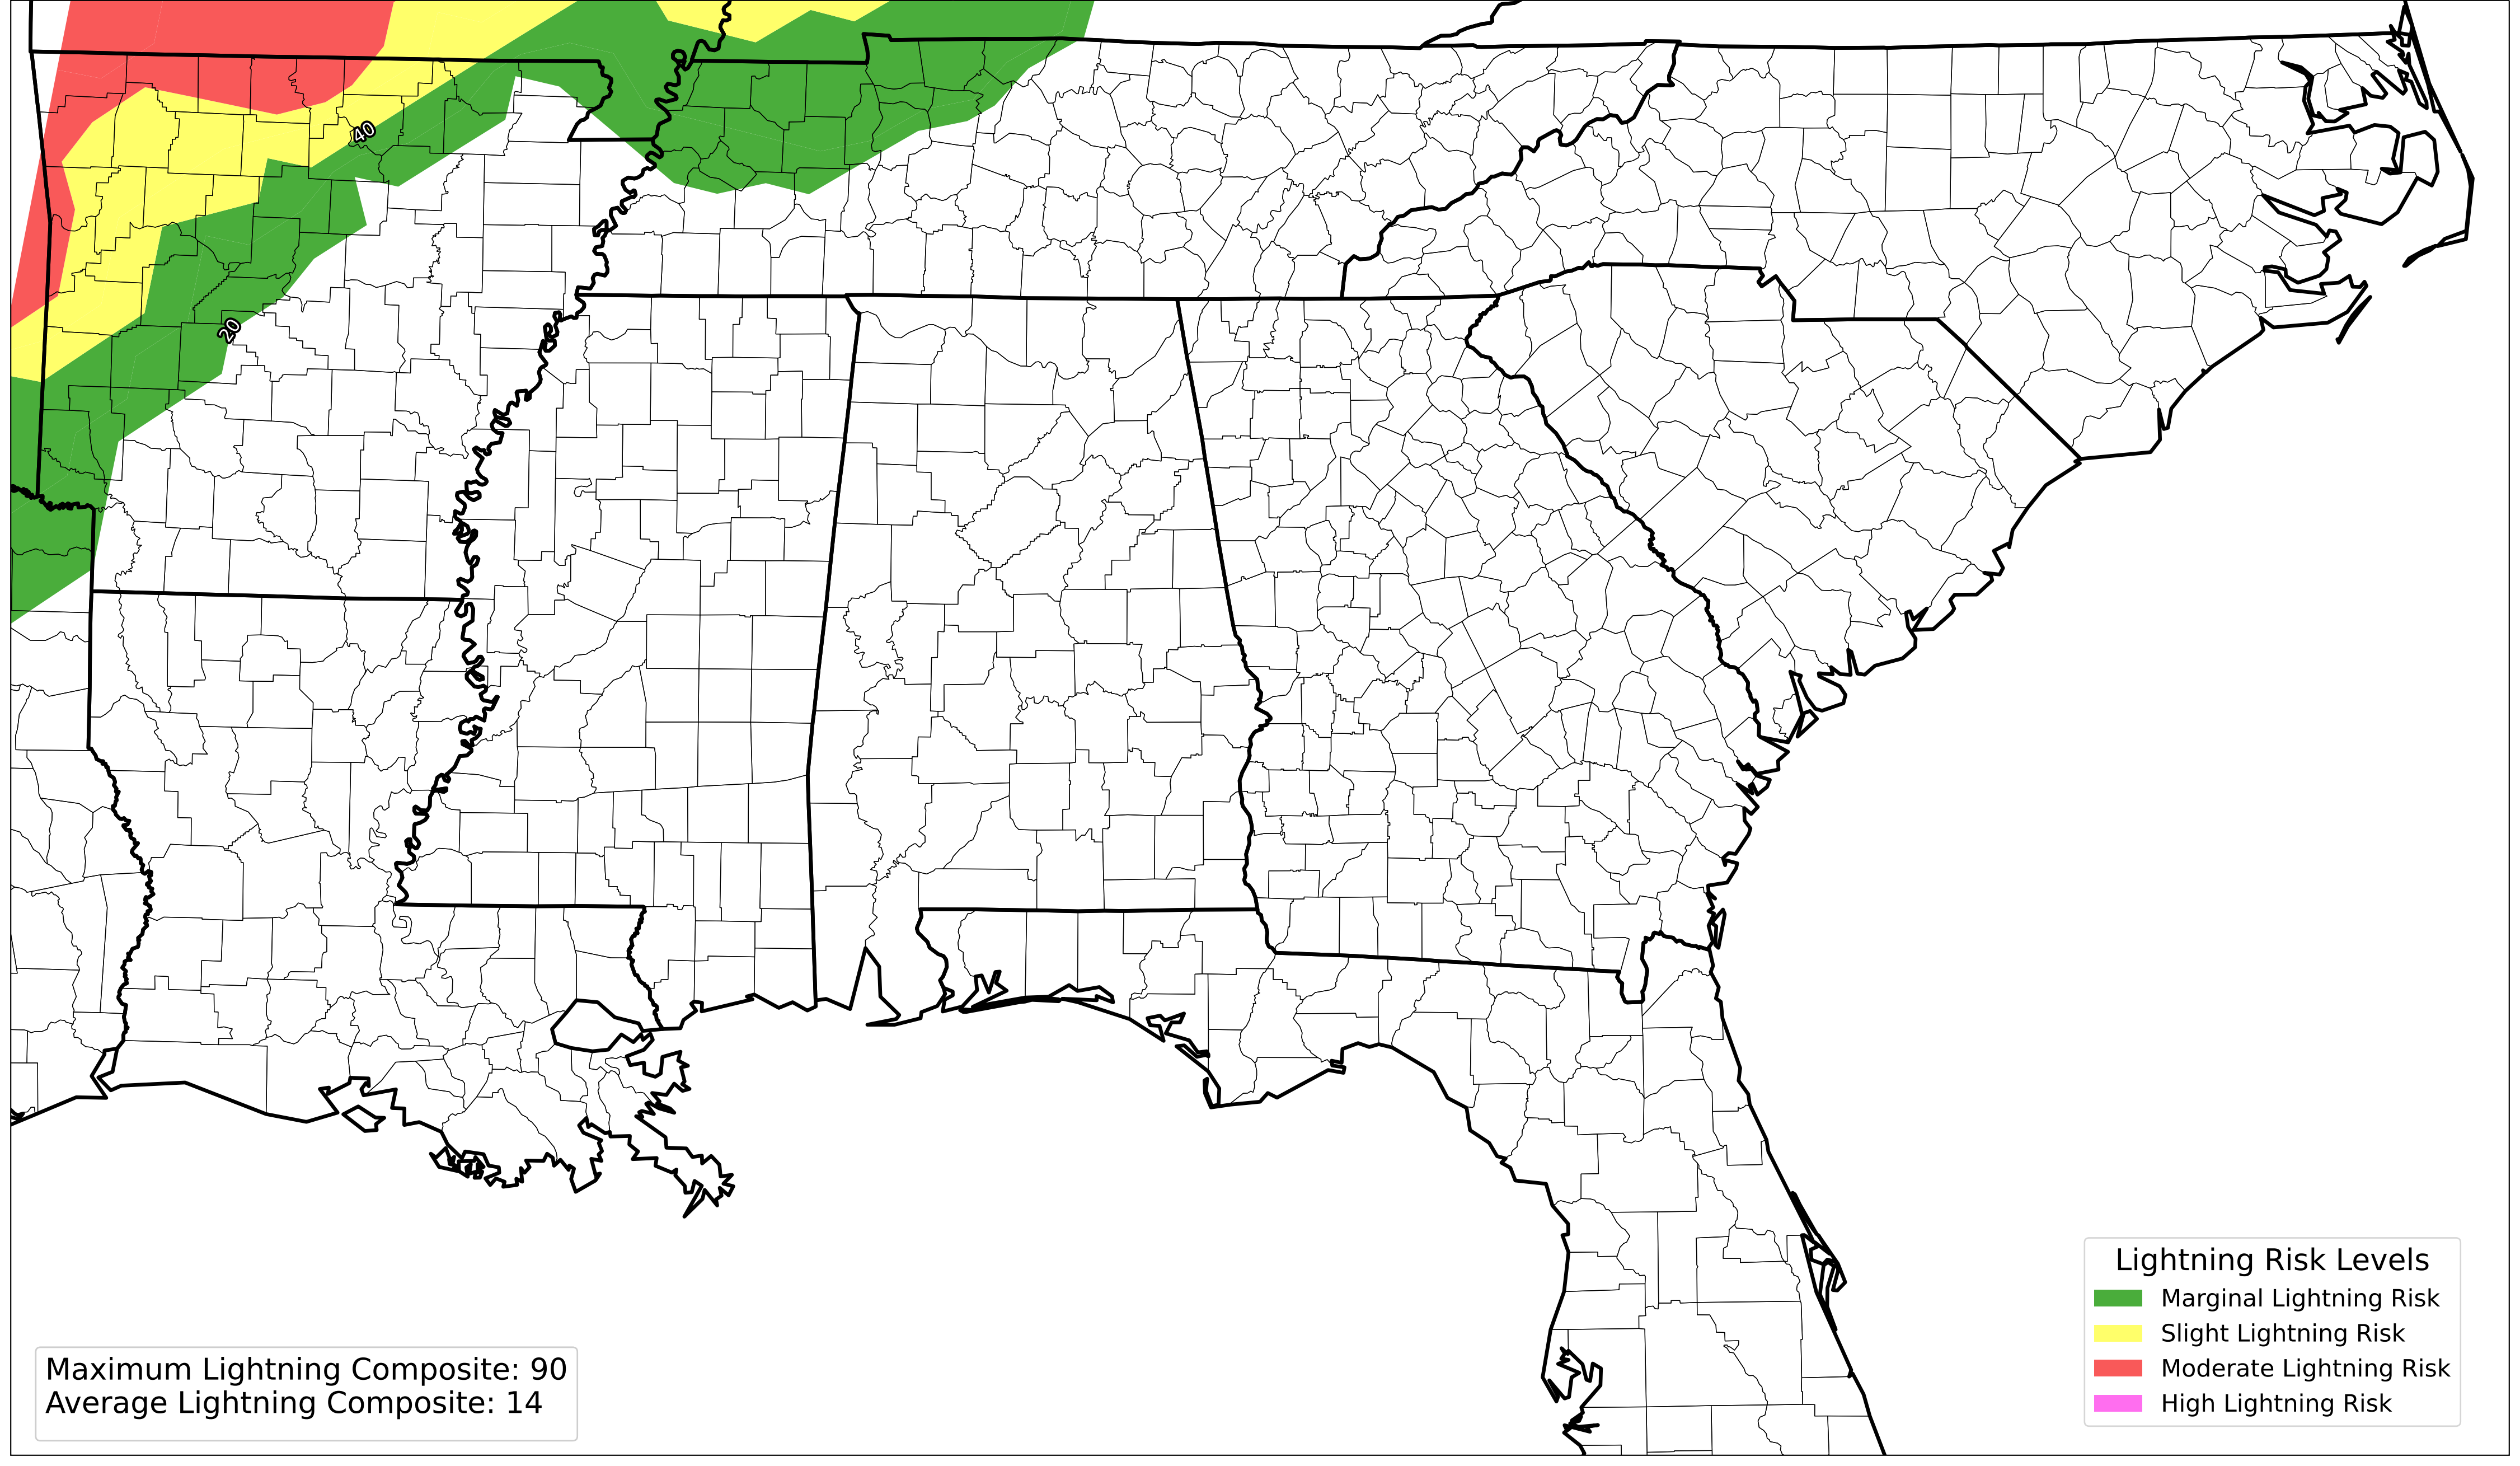 40
20
Lightning Risk Levels
Marginal Lightning Risk
Slight Lightning Risk
Moderate Lightning Risk
High Lightning Risk
Maximum Lightning Composite: 90
Average Lightning Composite: 14